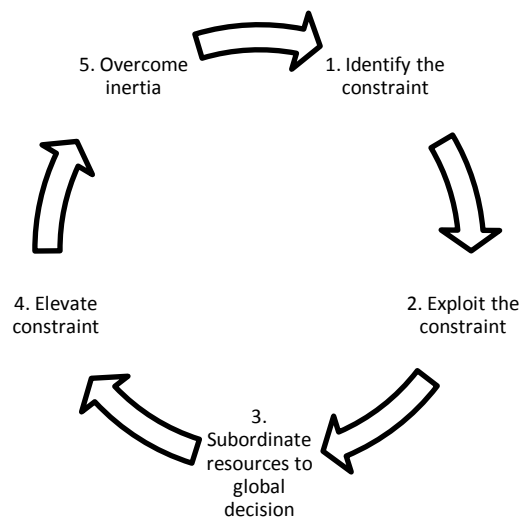 1. Identify the
constraint
2. Exploit the
constraint
3.
Subordinate
resources to
global
decision
4. Elevate
constraint
5. Overcome
inertia